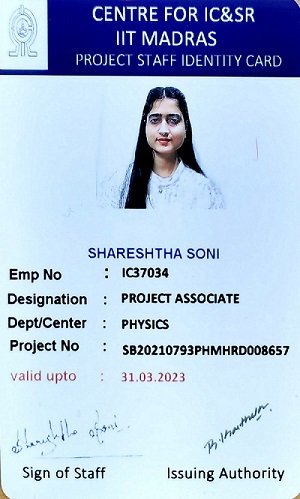 CENTRE FOR IC&SR
IIT MADRAS
PROJECT STAFF IDENTITY CARD
SHARESHTHA SONI
Emp No : IC37034
Designation : PROJECT ASSOCIATE
Dept/Center : PHYSICS
Project No : SB20210793PHMHRD008657
valid upto : 31.03.2023
Shareshtha Soni
Sign of Staff Issuing Authority